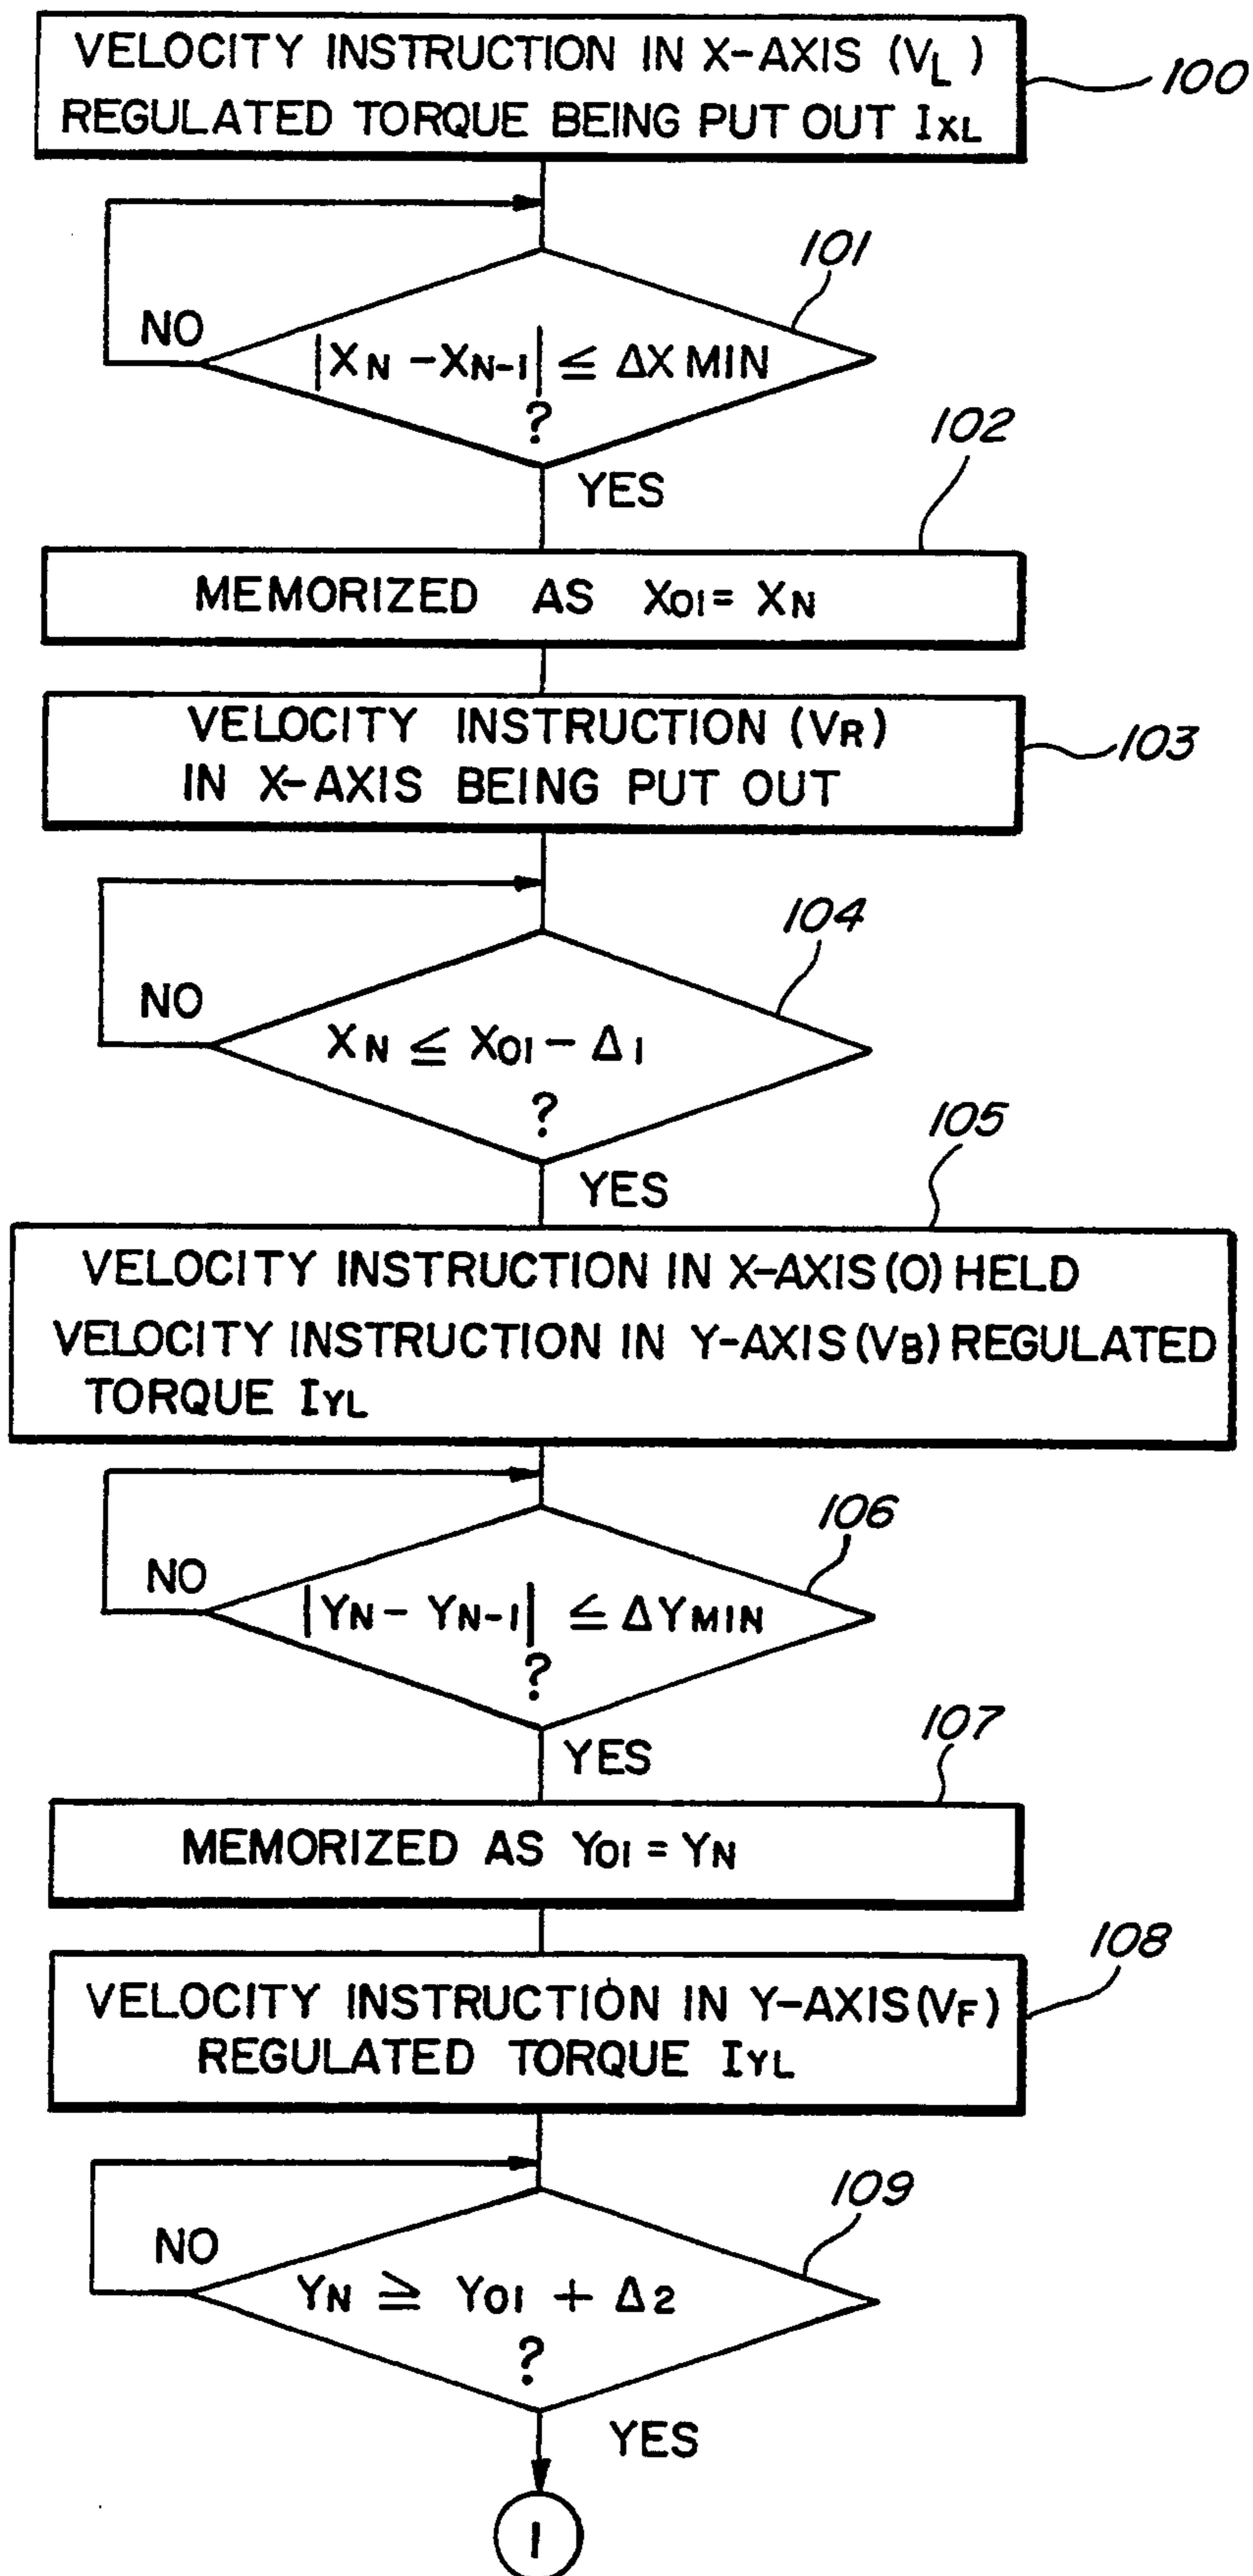 VELOCITY INSTRUCTION IN X-AXIS (VL)
REGULATED TORQUE BEING PUT OUT IXL
100
101
NO
|XN-XN-1| ≦ ΔX MIN
?
YES
102
MEMORIZED AS X01= XN
VELOCITY INSTRUCTION (VR)
IN X-AXIS BEING PUT OUT
103
104
NO
XN ≦ X01- Δ1
?
YES
105
VELOCITY INSTRUCTION IN X-AXIS(0) HELD
VELOCITY INSTRUCTION IN Y-AXIS(VB) REGULATED
TORQUE IYL
106
NO
|YN- YN-1| ≦ ΔYMIN
?
YES
107
MEMORIZED AS Y01 = YN
108
VELOCITY INSTRUCTION IN Y-AXIS(VF)
REGULATED TORQUE IYL
109
NO
YN ≧ Y01 + Δ2
?
YES
1